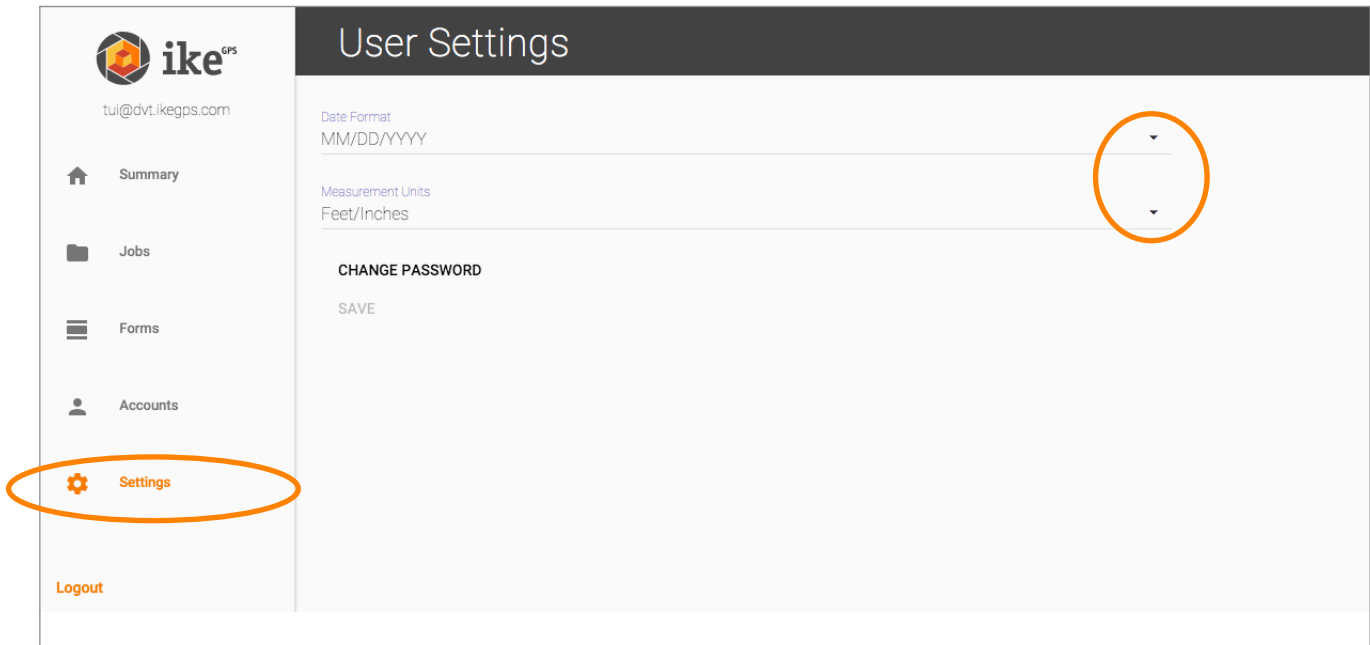 ike GPS
tui@dvt.ikegps.com
Summary
Jobs
Forms
Accounts
Settings
Logout
User Settings
Date Format
MM/DD/YYYY
Measurement Units
Feet/Inches
CHANGE PASSWORD
SAVE